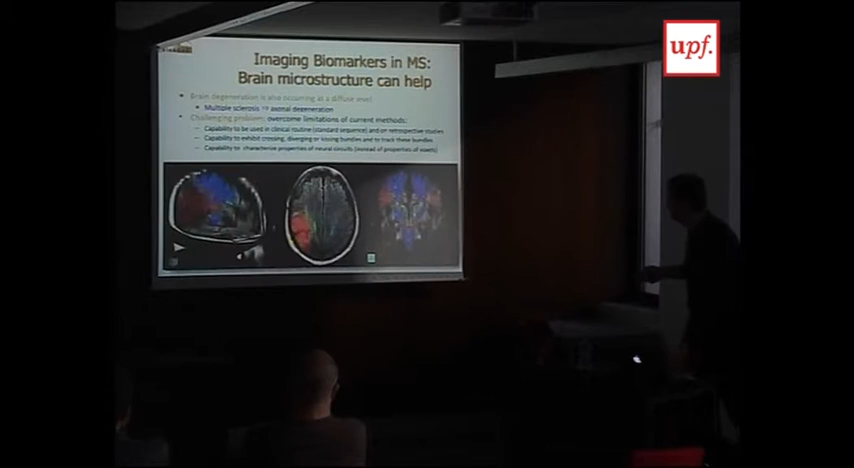 upf.
Imaging Biomarkers in MS:
Brain microstructure can help
• Brain degeneration is also occurring at a diffuse level
• Multiple sclerosis ⇒ axonal degeneration
• Challenging problem: overcome limitations of current methods:
– Capability to be used in clinical routine (standard sequence) and on retrospective studies
– Capability to exhibit crossing, diverging or kissing bundles and to track these bundles
– Capability to characterize properties of neural circuits (instead of properties of voxels)